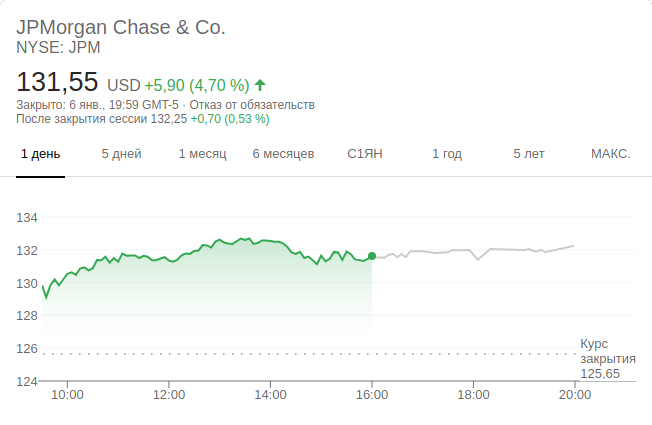 JPMorgan Chase & Co.
NYSE: JPM
131,55 USD +5,90 (4,70 %)
Закрыто: 6 янв., 19:59 GMT-5 · Отказ от обязательств
После закрытия сессии 132,25 +0,70 (0,53 %)
1 день 5 дней 1 месяц 6 месяцев С1ЯН 1 год 5 лет МАКС.
134
132
130
128
126
Курс
закрытия
125,65
124
10:00 12:00 14:00 16:00 18:00 20:00